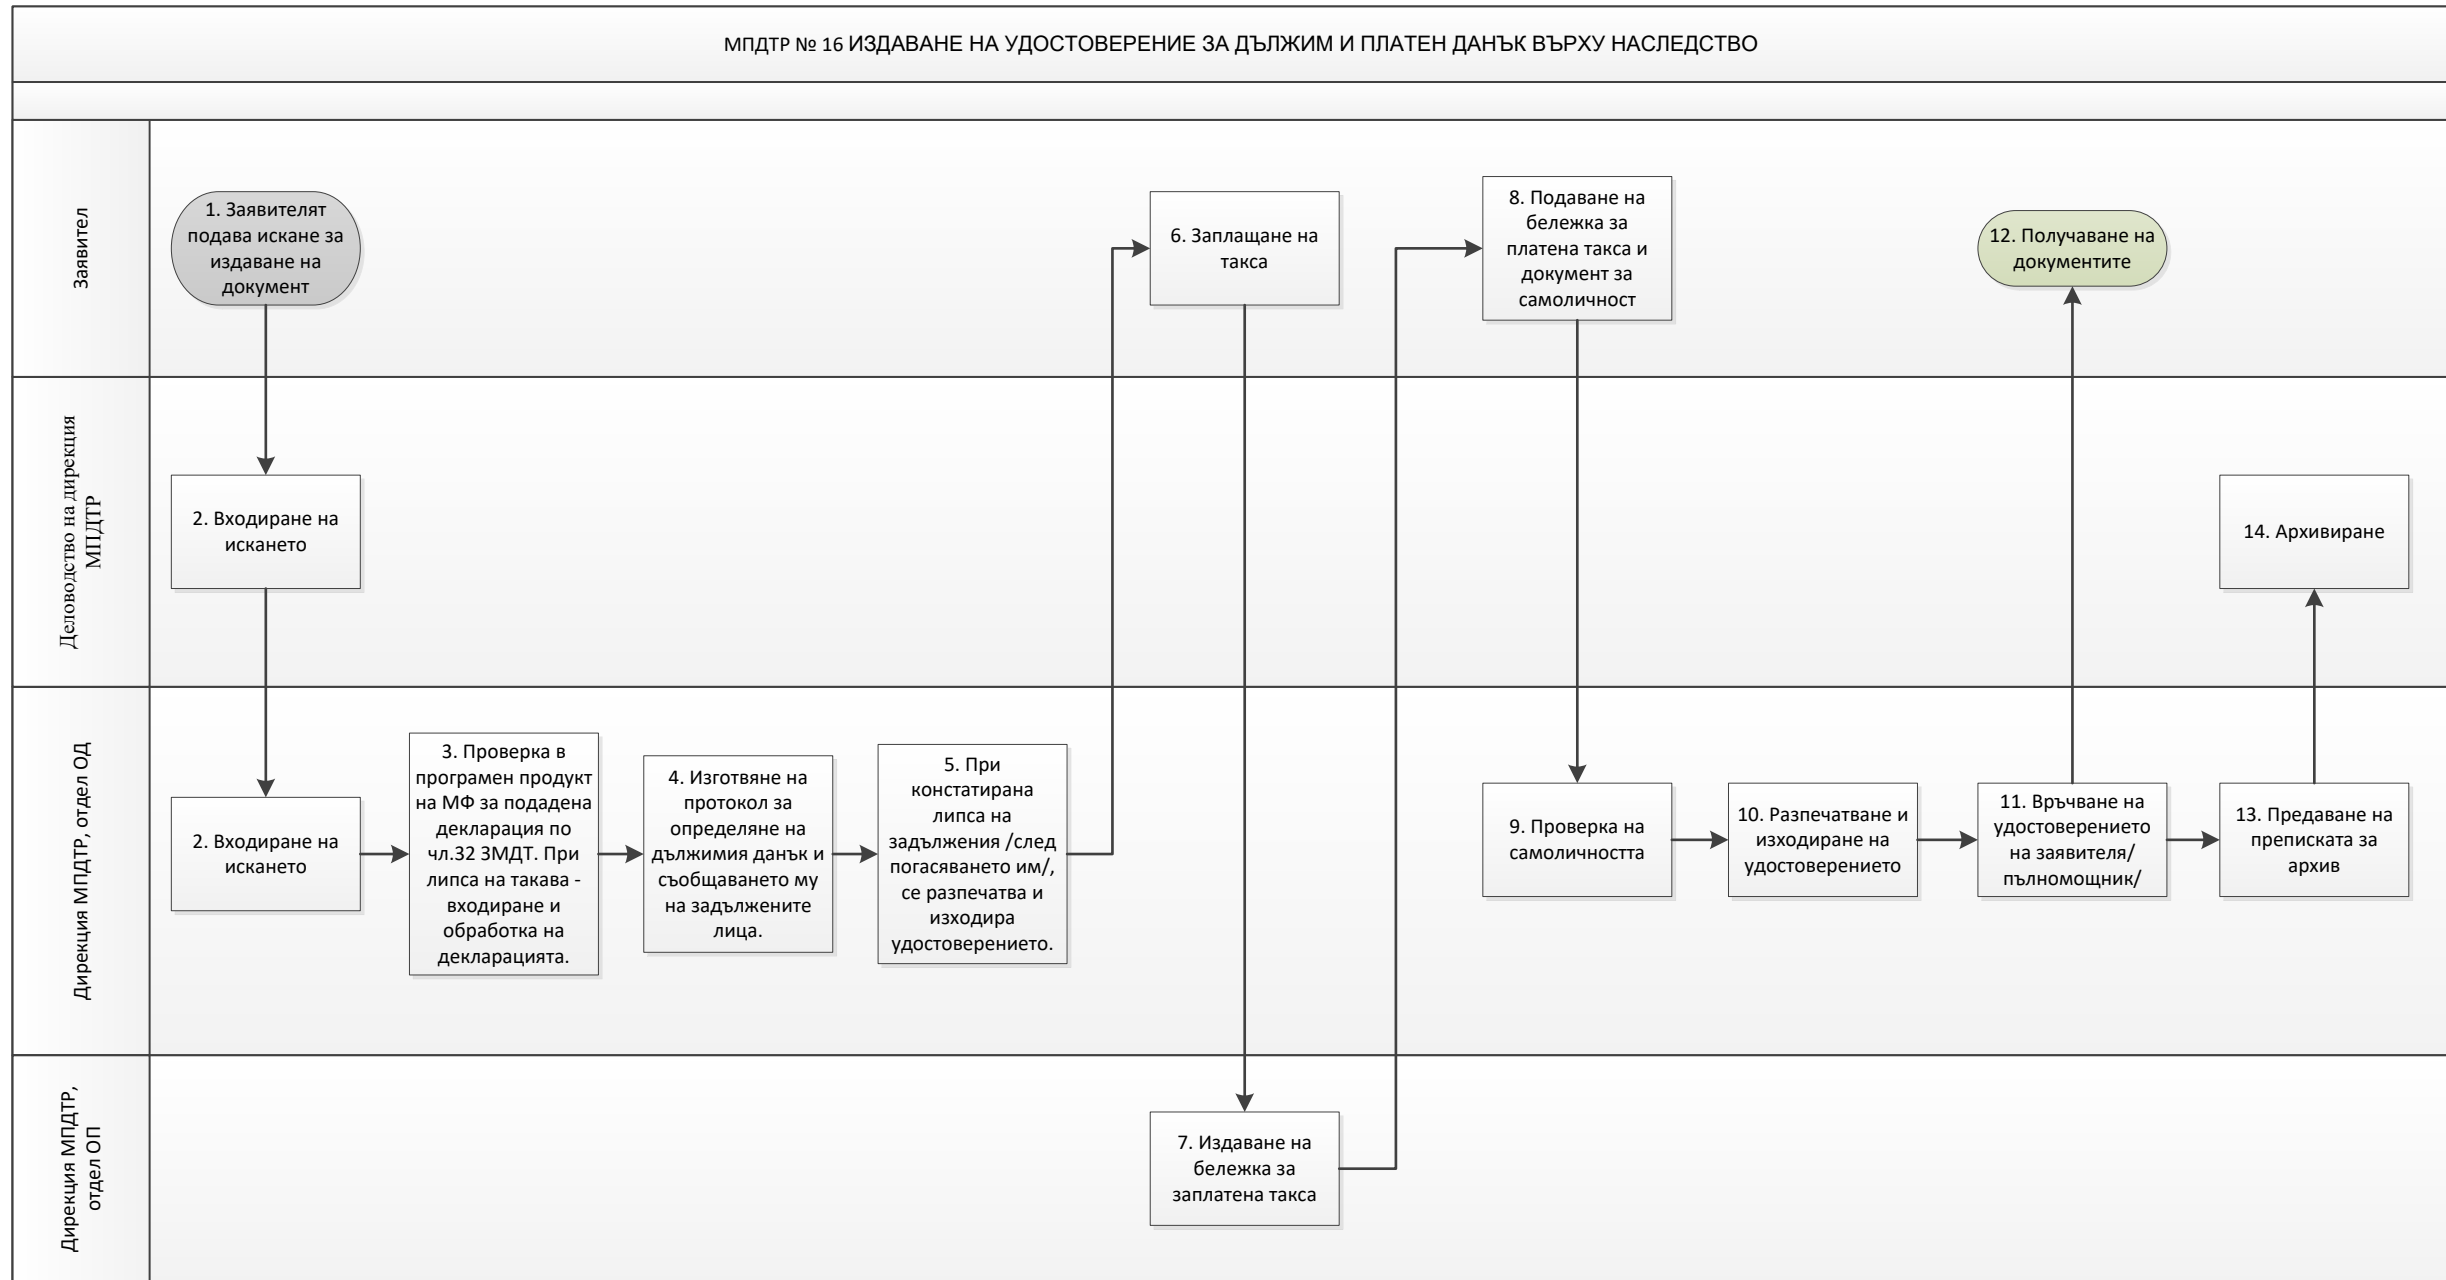 МПДТР № 16 ИЗДАВАНЕ НА УДОСТОВЕРЕНИЕ ЗА ДЪЛЖИМ И ПЛАТЕН ДАНЪК ВЪРХУ НАСЛЕДСТВО
Заявител
1. Заявителят
подава искане за
издаване на
документ
6. Заплащане на
такса
8. Подаване на
бележка за
платена такса и
документ за
самоличност
12. Получаване на
документите
Деловодство на дирекция
МПДТР
2. Входиране на
искането
14. Архивиране
Дирекция МПДТР, отдел ОД
2. Входиране на
искането
3. Проверка в
програмен продукт
на МФ за подадена
декларация по
чл.32 ЗМДТ. При
липса на такава -
входиране и
обработка на
декларацията.
4. Изготвяне на
протокол за
определяне на
дължимия данък и
съобщаването му
на задължените
лица.
5. При
констатирана
липса на
задължения /след
погасяването им/,
се разпечатва и
изходира
удостоверението.
9. Проверка на
самоличността
10. Разпечатване и
изходиране на
удостоверението
11. Връчване на
удостоверението
на заявителя/
пълномощник/
13. Предаване на
преписката за
архив
Дирекция МПДТР,
отдел ОП
7. Издаване на
бележка за
заплатена такса